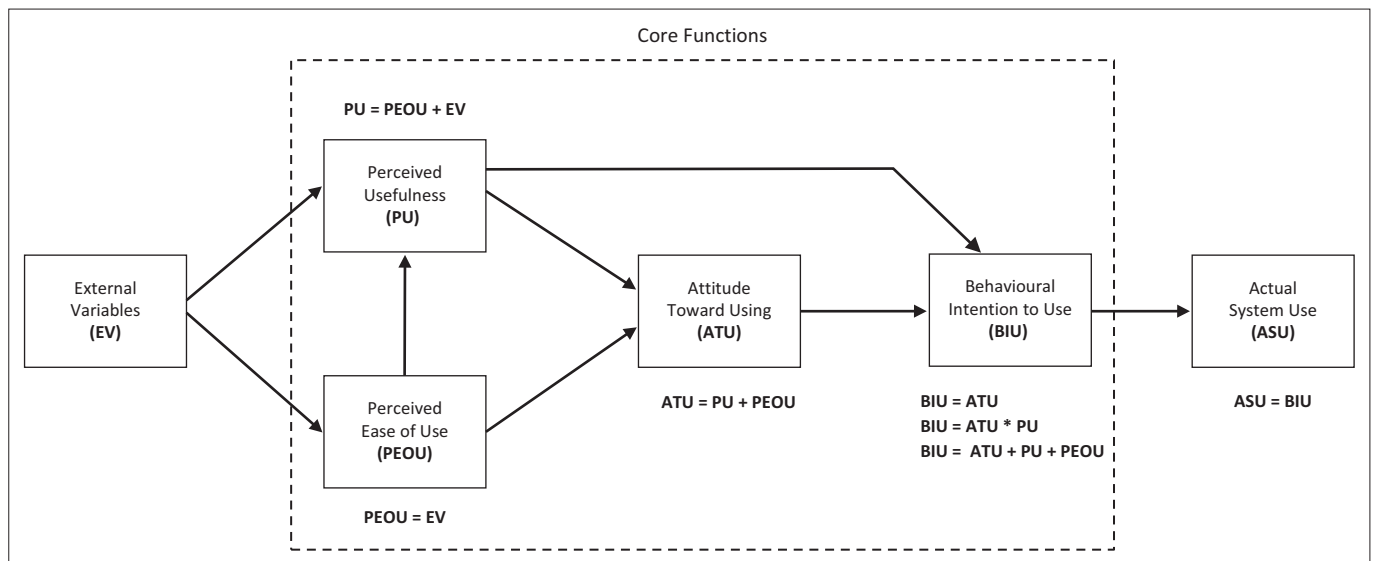 Core Functions
PU = PEOU + EV
Perceived
Usefulness
(PU)
External
Variables
(EV)
Attitude
Toward Using
(ATU)
Behavioural
Intention to Use
(BIU)
Actual
System Use
(ASU)
Perceived
Ease of Use
(PEOU)
ATU = PU + PEOU
BIU = ATU
BIU = ATU * PU
BIU = ATU + PU + PEOU
ASU = BIU
PEOU = EV